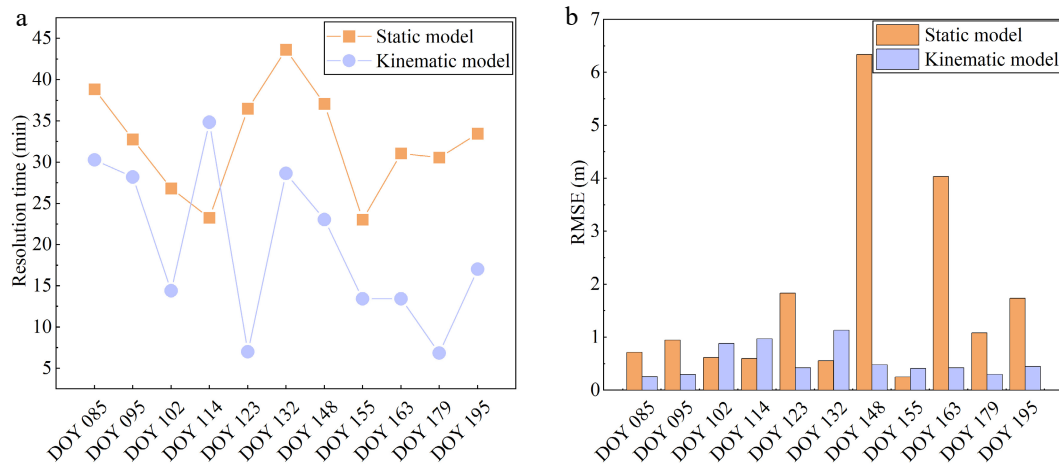 a
Resolution time (min)
45
40
35
30
25
20
15
10
5
Static model
Kinematic model
DOY 085
DOY 095
DOY 102
DOY 114
DOY 123
DOY 132
DOY 148
DOY 155
DOY 163
DOY 179
DOY 195
b
RMSE (m)
7
6
5
4
3
2
1
0
Static model
Kinematic model
DOY 085
DOY 095
DOY 102
DOY 114
DOY 123
DOY 132
DOY 148
DOY 155
DOY 163
DOY 179
DOY 195